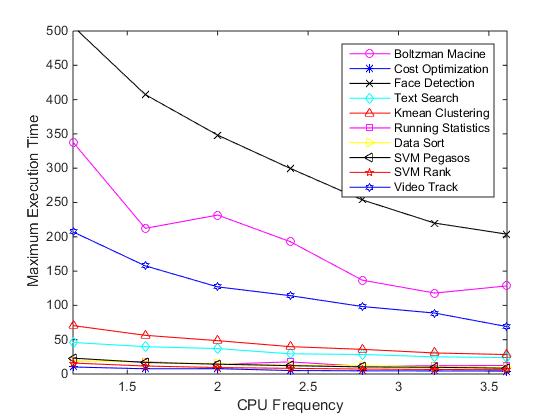 500
450
400
350
300
250
200
150
100
50
0
Maximum Execution Time
1.5
2
2.5
3
3.5
CPU Frequency
Boltzman Macine
Cost Optimization
Face Detection
Text Search
Kmean Clustering
Running Statistics
Data Sort
SVM Pegasos
SVM Rank
Video Track